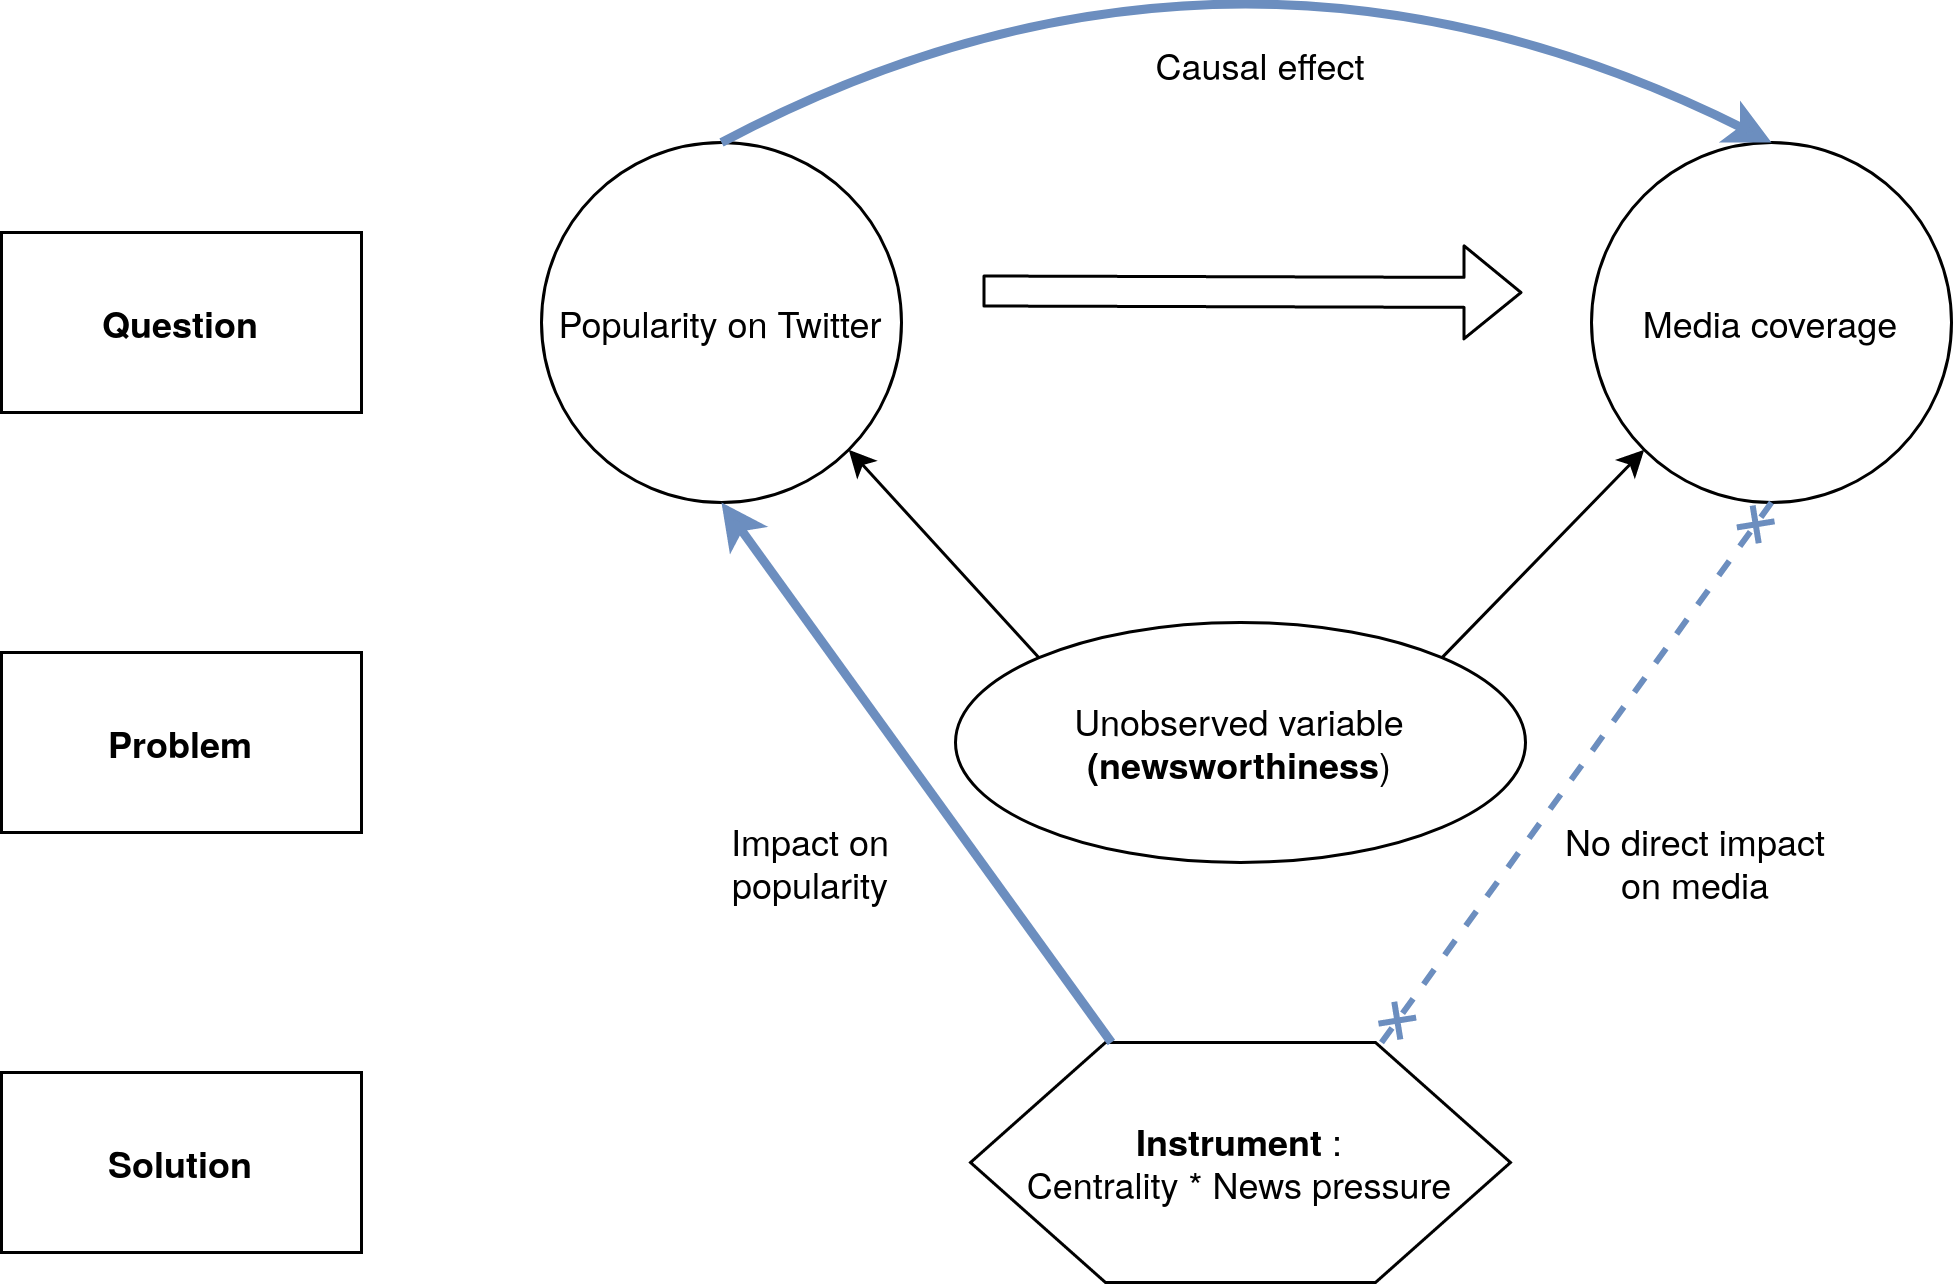 Causal effect
Question
Popularity on Twitter
Media coverage
Problem
Unobserved variable
(newsworthiness)
Impact on
popularity
No direct impact
on media
Solution
Instrument :
Centrality * News pressure